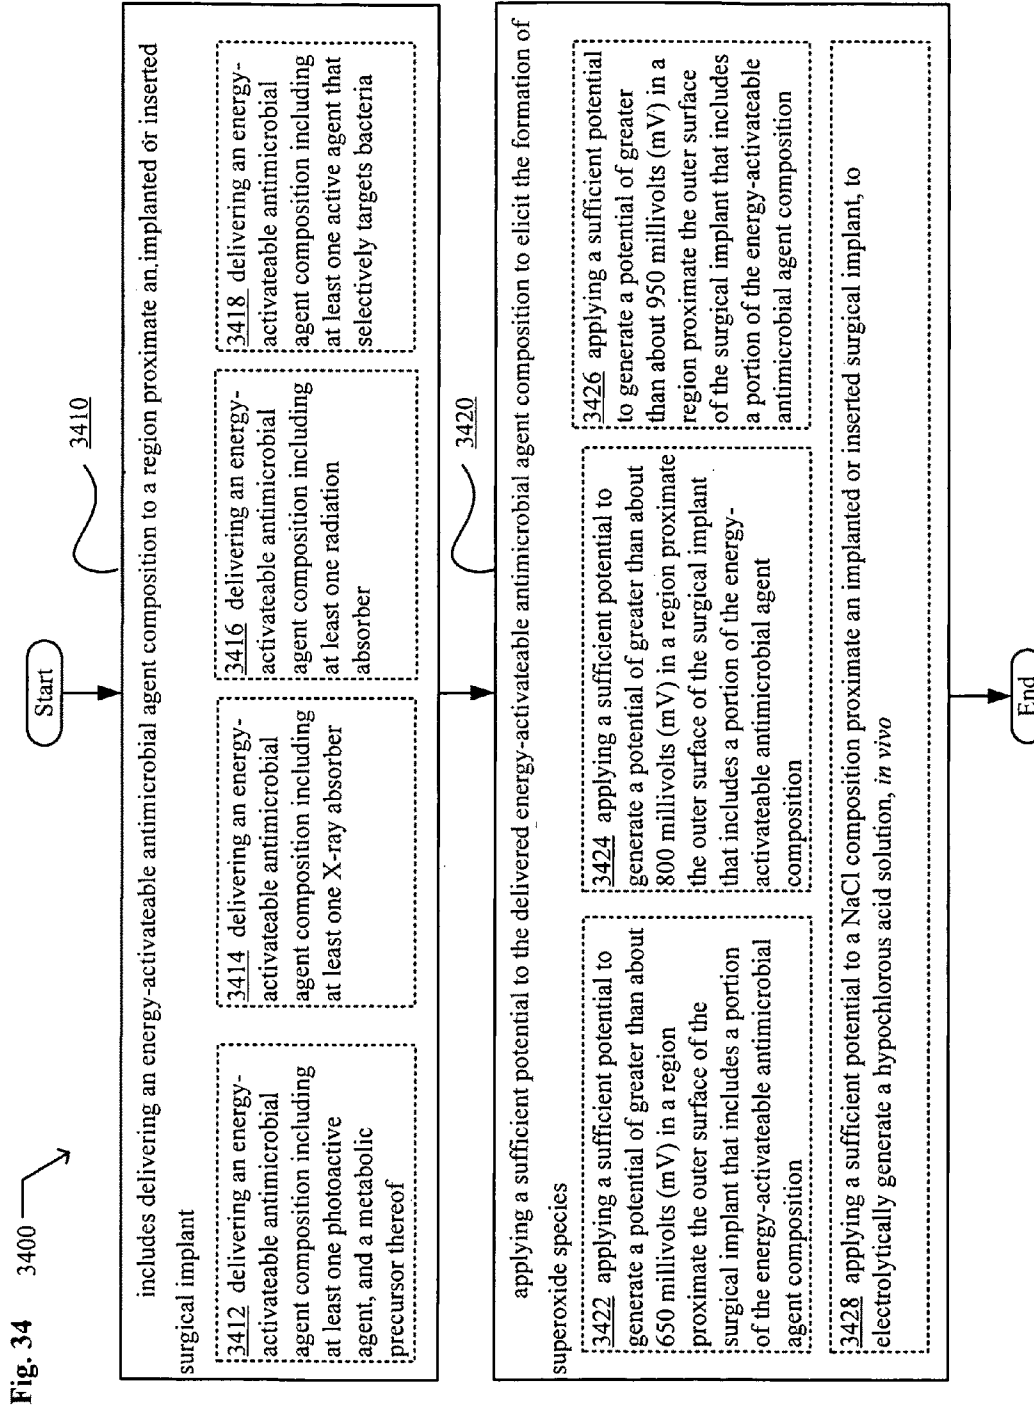 Fig. 34
3400
Start
3410
includes delivering an energy-activateable antimicrobial agent composition to a region proximate an implanted or inserted
surgical implant
3412 delivering an energy-
activateable antimicrobial
agent composition including
at least one photoactive
agent, and a metabolic
precursor thereof
3414 delivering an energy-
activateable antimicrobial
agent composition including
at least one X-ray absorber
3416 delivering an energy-
activateable antimicrobial
agent composition including
at least one radiation
absorber
3418 delivering an energy-
activateable antimicrobial
agent composition including
at least one active agent that
selectively targets bacteria
3420
applying a sufficient potential to the delivered energy-activateable antimicrobial agent composition to elicit the formation of
superoxide species
3422 applying a sufficient potential to
generate a potential of greater than about
650 millivolts (mV) in a region
proximate the outer surface of the
surgical implant that includes a portion
of the energy-activateable antimicrobial
agent composition
3424 applying a sufficient potential to
generate a potential of greater than about
800 millivolts (mV) in a region proximate
the outer surface of the surgical implant
that includes a portion of the energy-
activateable antimicrobial agent
composition
3426 applying a sufficient potential
to generate a potential of greater
than about 950 millivolts (mV) in a
region proximate the outer surface
of the surgical implant that includes
a portion of the energy-activateable
antimicrobial agent composition
3428 applying a sufficient potential to a NaCl composition proximate an implanted or inserted surgical implant, to
electrolytically generate a hypochlorous acid solution, in vivo
End